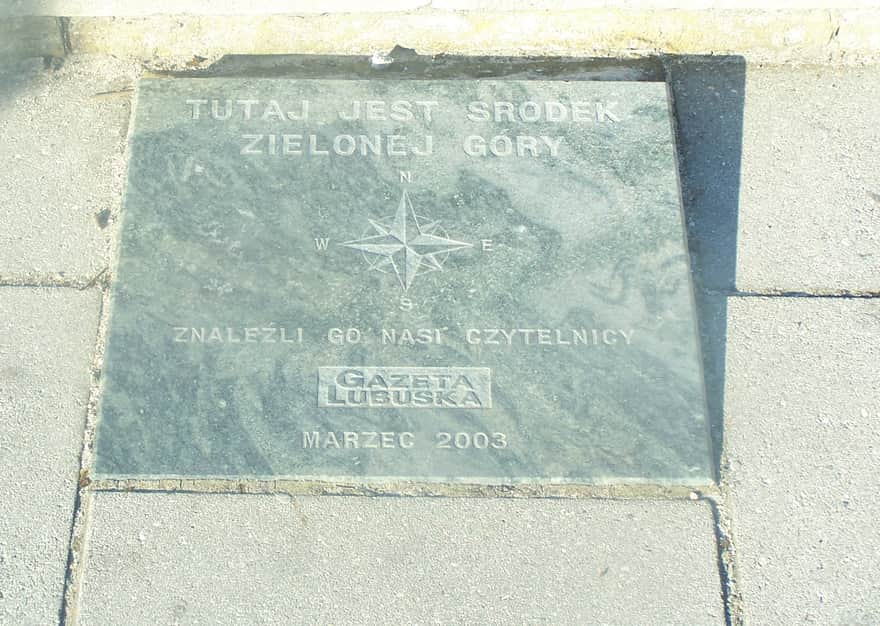 TUTAJ JEST ŚRODEK
ZIELONEJ GÓRY
N
W E
S
ZNALEŹLI GO NASI CZYTELNICY
GAZETA
LUBUSKA
MARZEC 2003